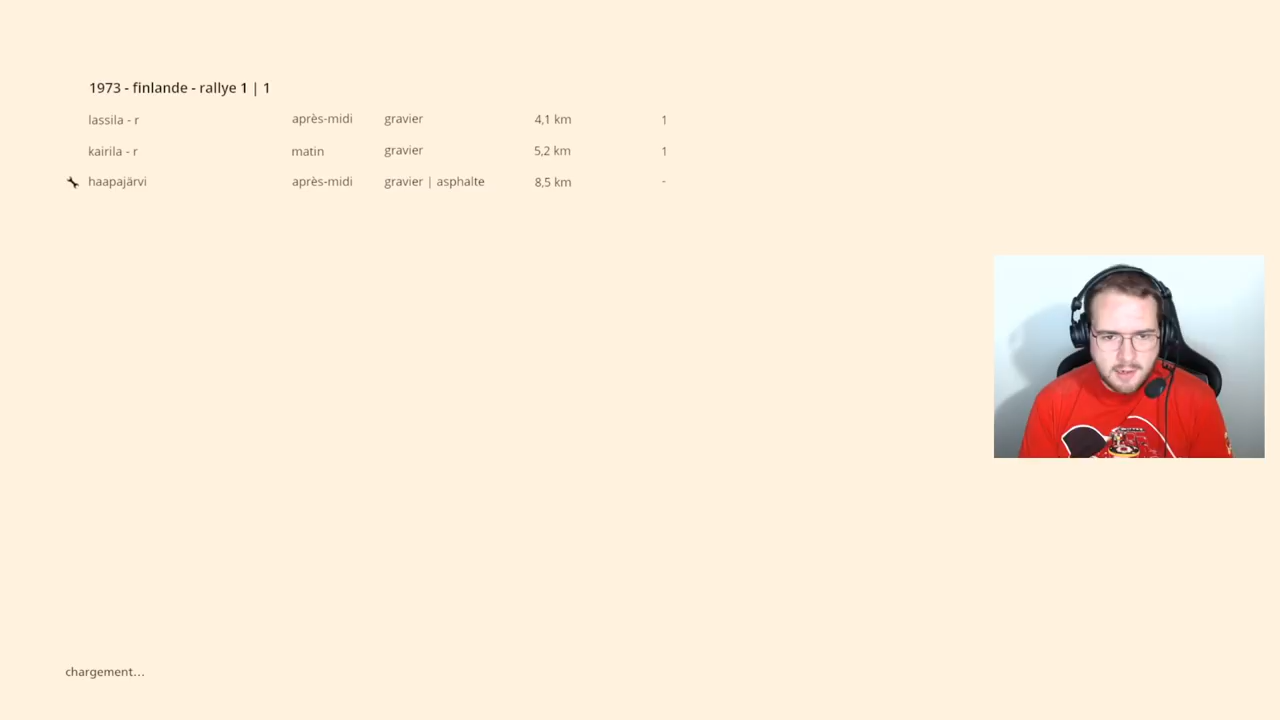 1973 - finlande - rallye 1 | 1
lassila - r après-midi gravier 4,1 km 1
kairila - r matin gravier 5,2 km 1
haapajärvi après-midi gravier | asphalte 8,5 km -
chargement...